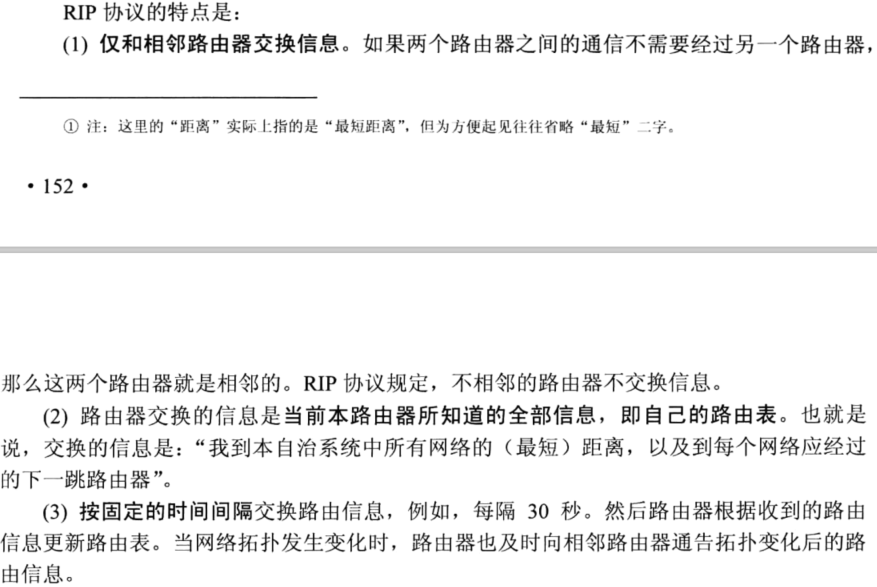 RIP 协议的特点是：
(1) 仅和相邻路由器交换信息。如果两个路由器之间的通信不需要经过另一个路由器，
① 注：这里的“距离”实际上指的是“最短距离”，但为方便起见往往省略“最短”二字。
• 152 •
那么这两个路由器就是相邻的。RIP 协议规定，不相邻的路由器不交换信息。
(2) 路由器交换的信息是当前本路由器所知道的全部信息，即自己的路由表。也就是
说，交换的信息是：“我到本自治系统中所有网络的（最短）距离，以及到每个网络应经过
的下一跳路由器”。
(3) 按固定的时间间隔交换路由信息，例如，每隔 30 秒。然后路由器根据收到的路由
信息更新路由表。当网络拓扑发生变化时，路由器也及时向相邻路由器通告拓扑变化后的路
由信息。